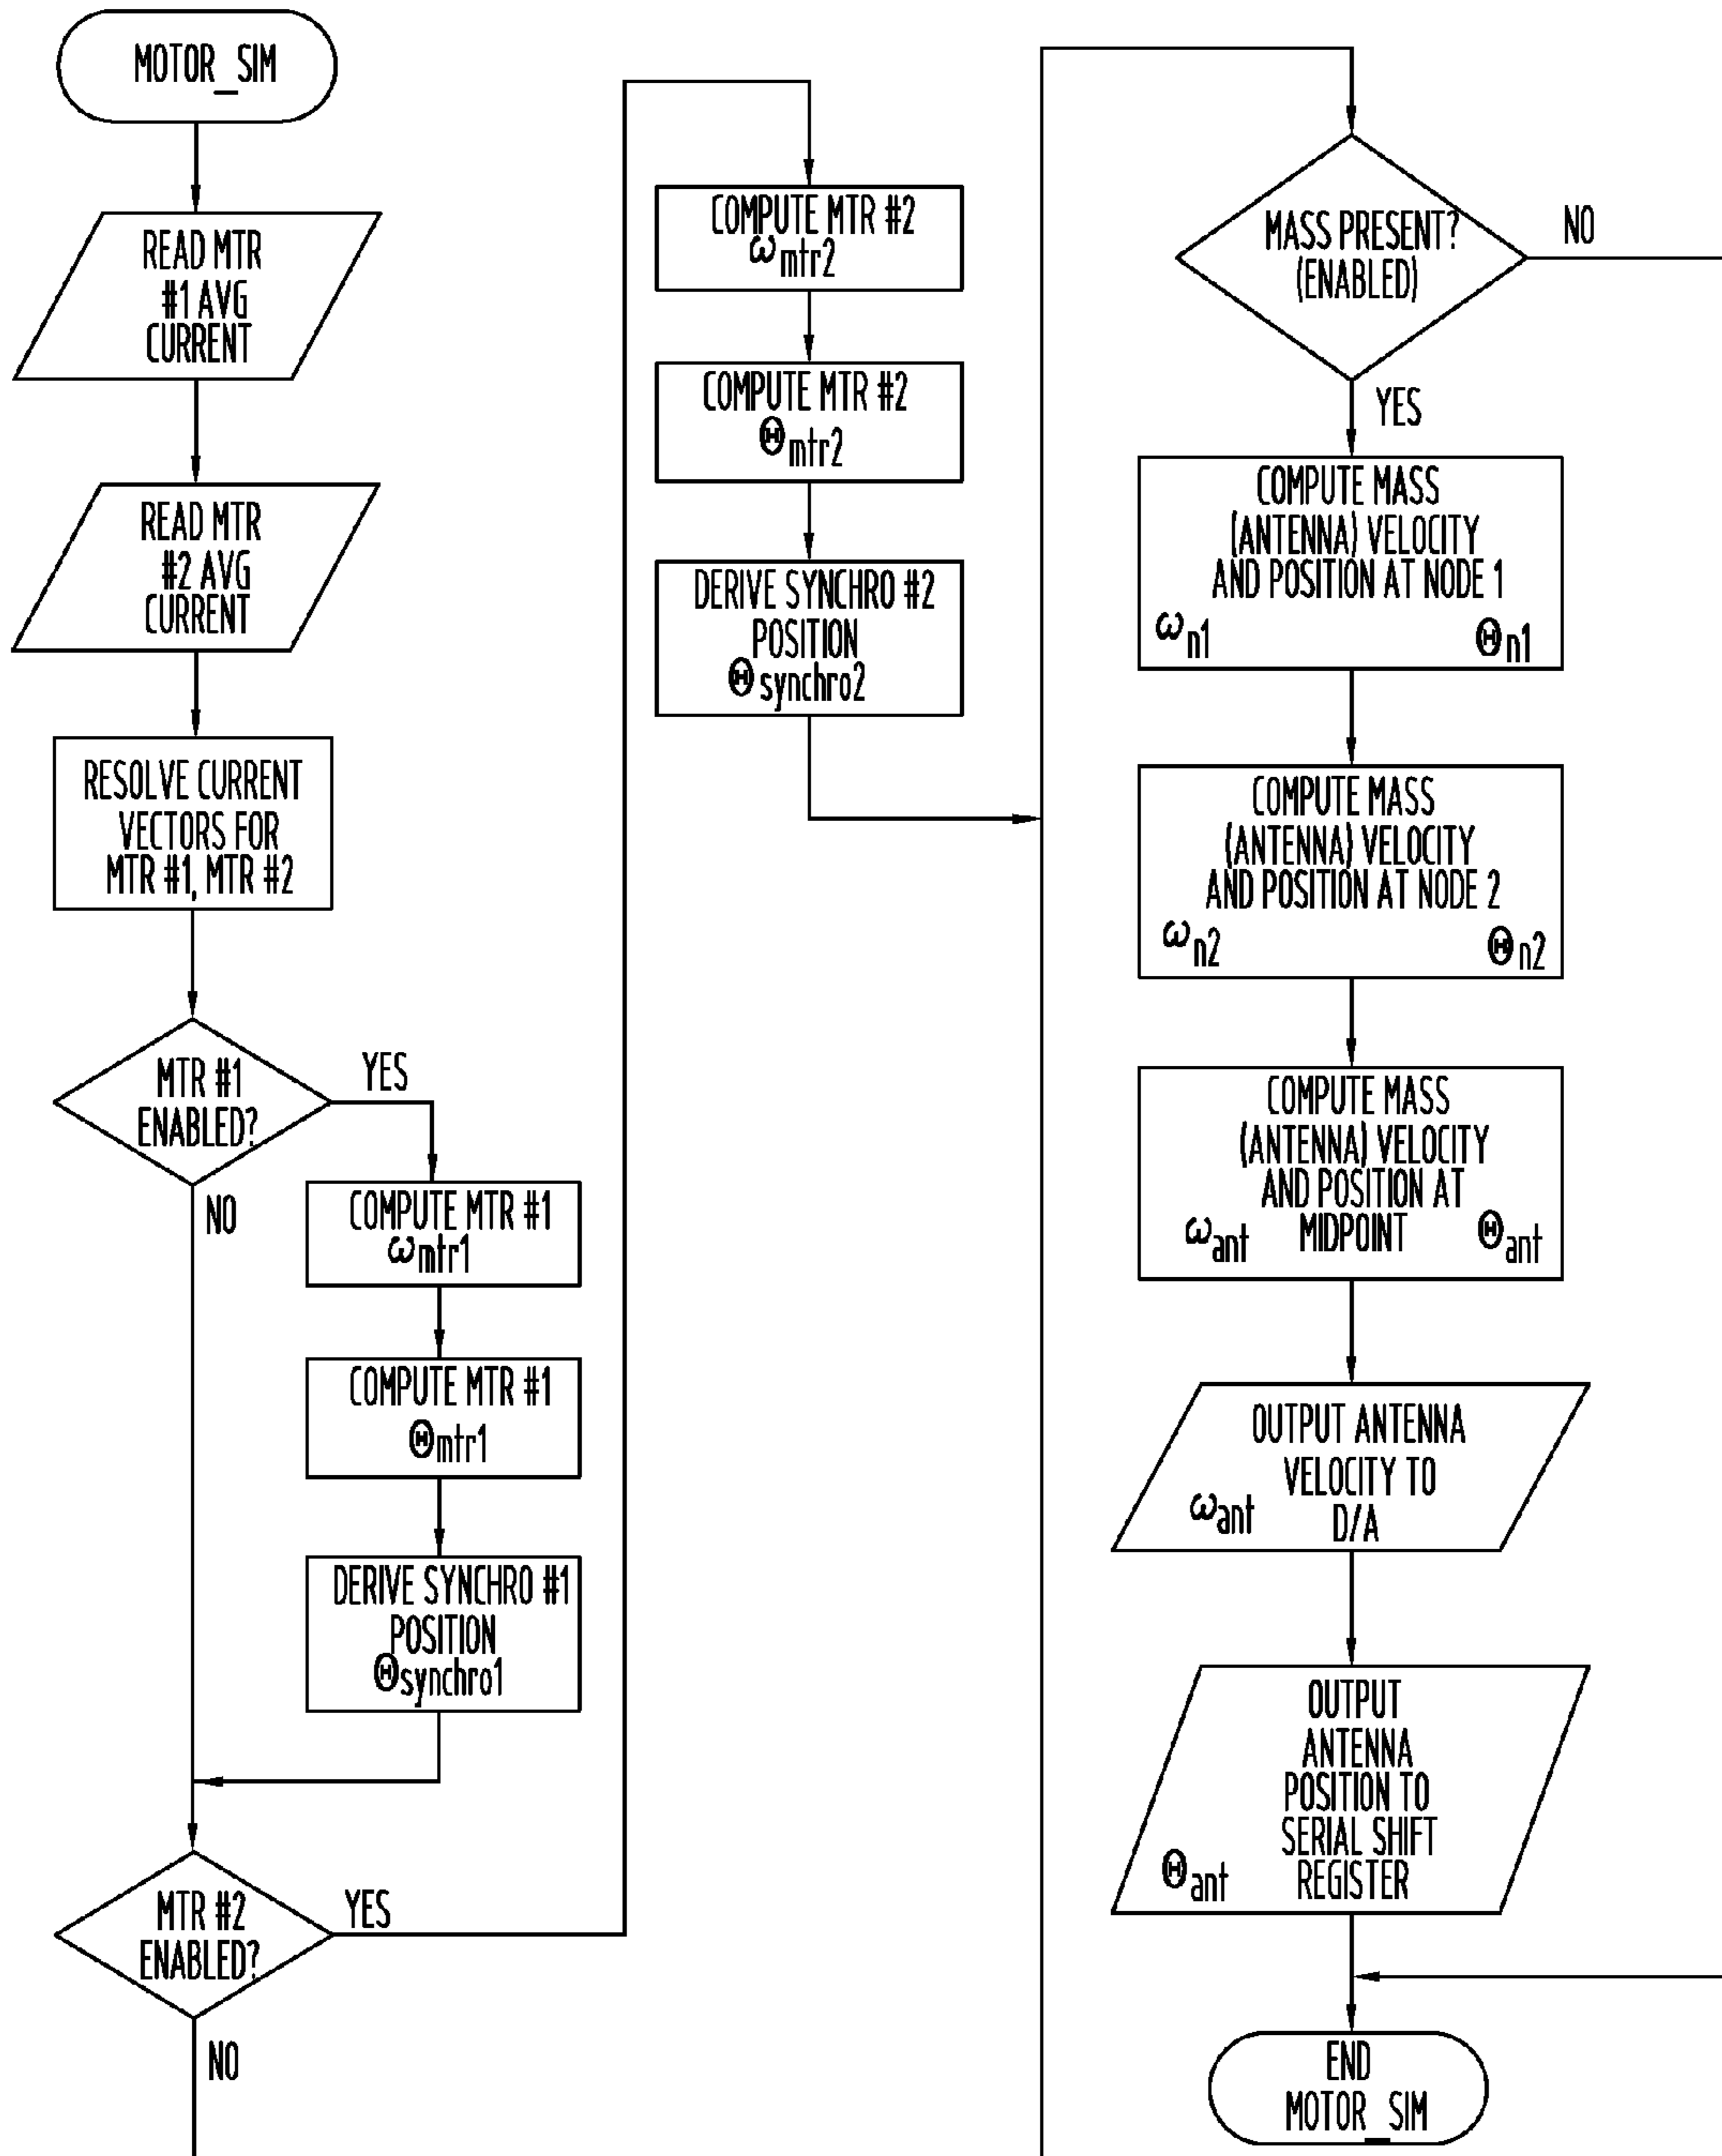 MOTOR_SIM
READ MTR
#1 AVG
CURRENT
READ MTR
#2 AVG
CURRENT
RESOLVE CURRENT
VECTORS FOR
MTR #1, MTR #2
MTR #1
ENABLED?
YES
NO
COMPUTE MTR #1
ωmtr1
COMPUTE MTR #1
Θmtr1
DERIVE SYNCHRO #1
POSITION
Θsynchro1
MTR #2
ENABLED?
YES
NO
COMPUTE MTR #2
ωmtr2
COMPUTE MTR #2
Θmtr2
DERIVE SYNCHRO #2
POSITION
Θsynchro2
MASS PRESENT?
(ENABLED)
NO
YES
COMPUTE MASS
(ANTENNA) VELOCITY
AND POSITION AT NODE 1
ωn1 Θn1
COMPUTE MASS
(ANTENNA) VELOCITY
AND POSITION AT NODE 2
ωn2 Θn2
COMPUTE MASS
(ANTENNA) VELOCITY
AND POSITION AT
ωant MIDPOINT Θant
OUTPUT ANTENNA
VELOCITY TO
ωant D/A
OUTPUT
ANTENNA
POSITION TO
SERIAL SHIFT
Θant REGISTER
END
MOTOR_SIM